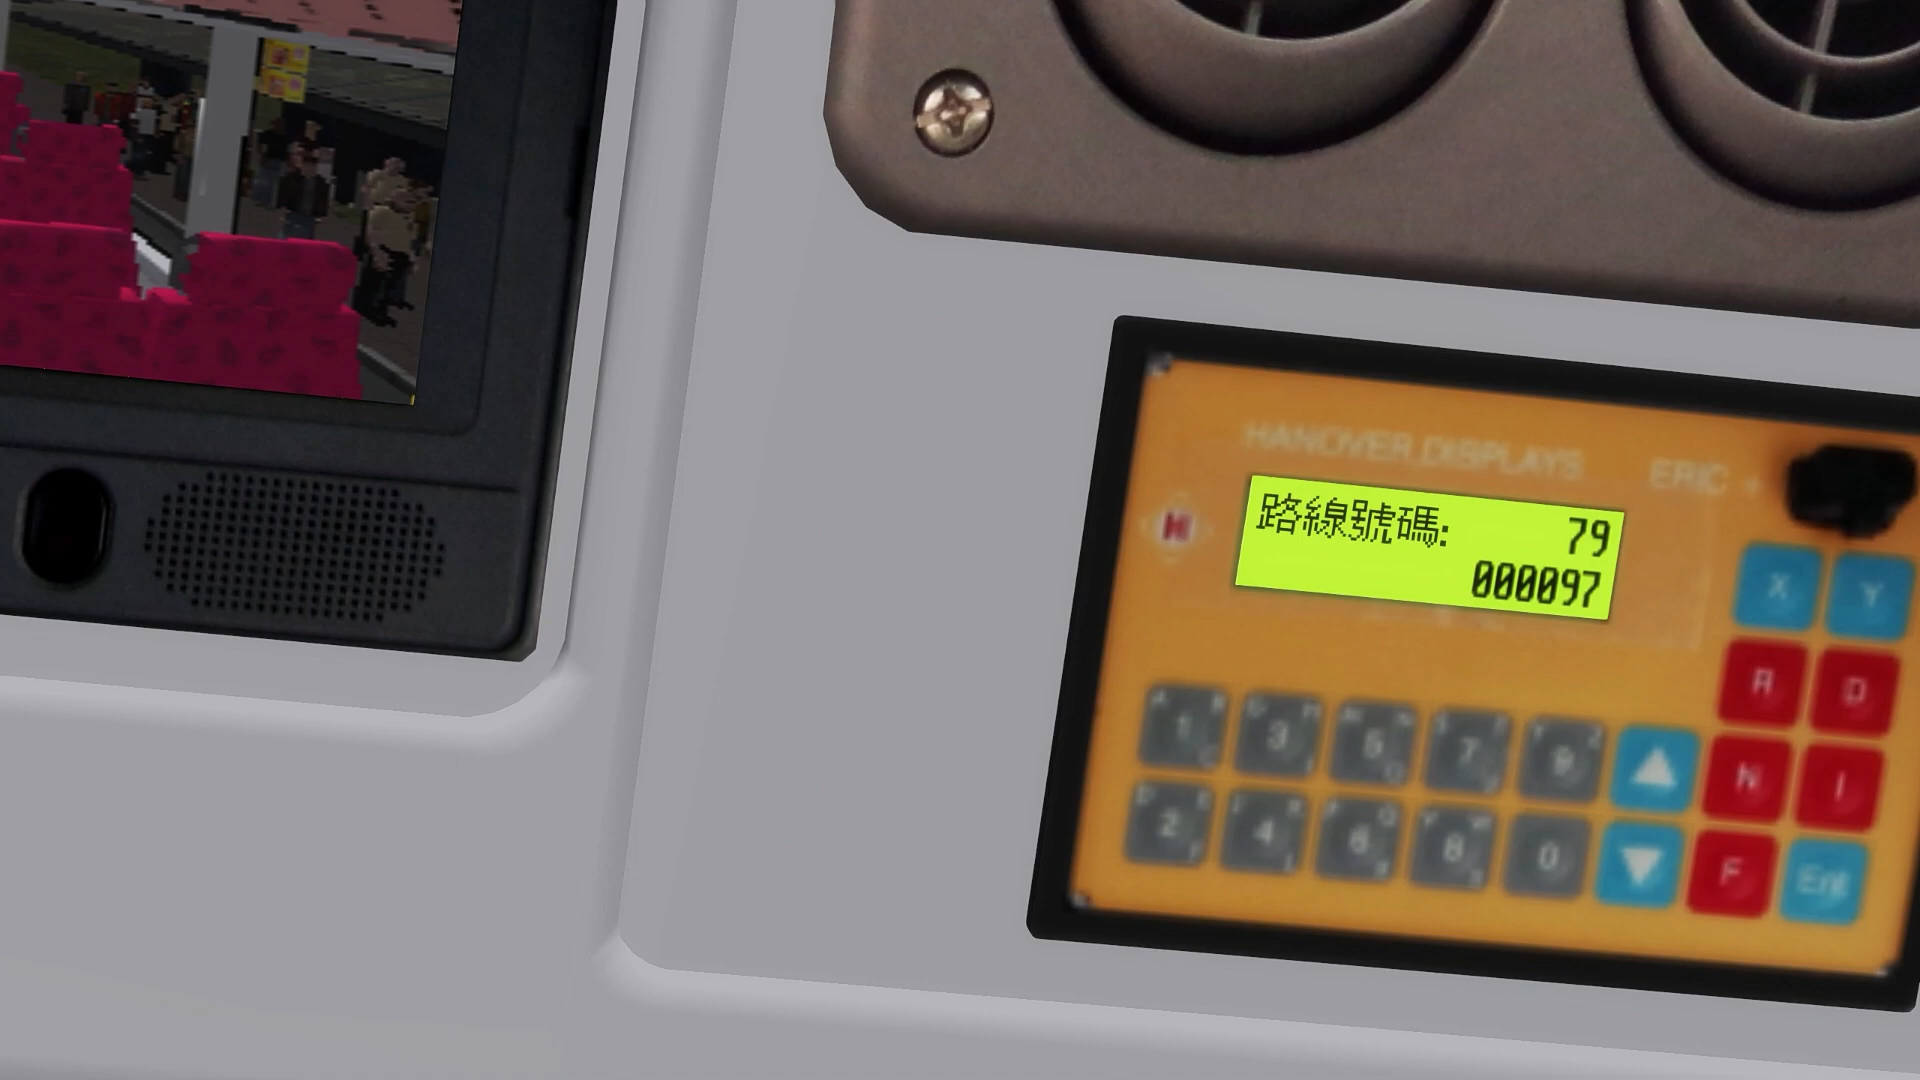 HANOVER DISPLAYS
ERIC +
H
路線號碼: 79
000097
X Y
R D
1 3 5 7 9
N I
2 4 6 8 0
F Ent